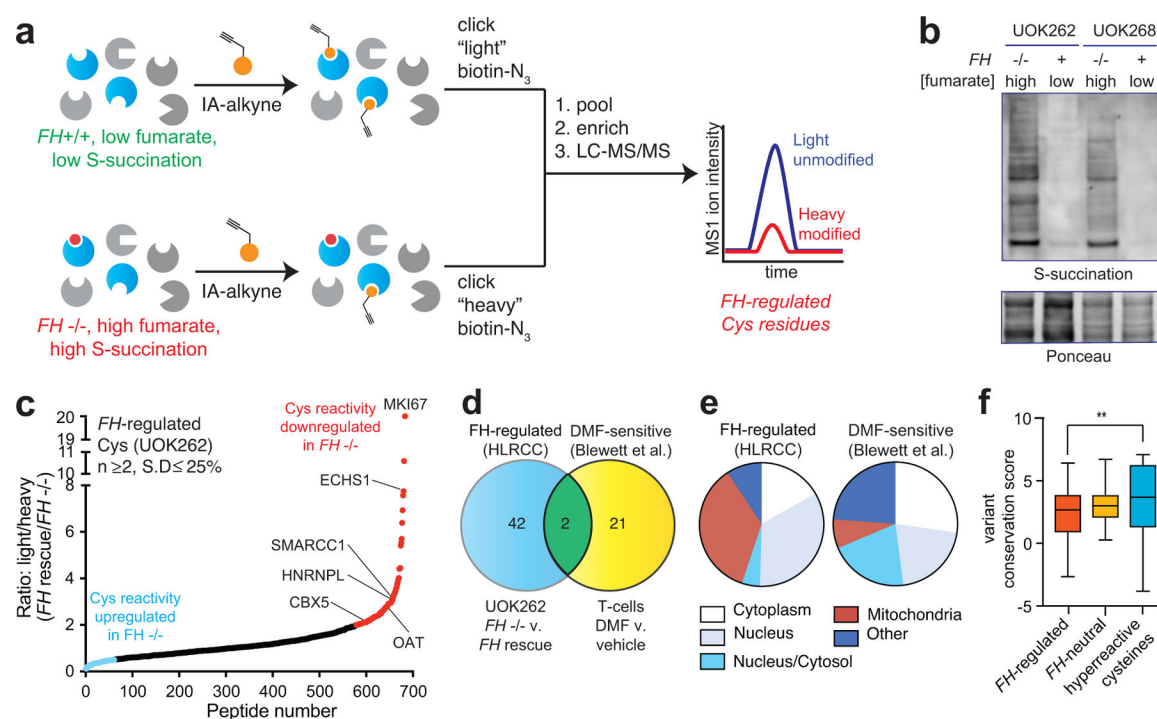 a
FH+/+, low fumarate,
low S-succination
IA-alkyne
click
“light”
biotin-N3
1. pool
2. enrich
3. LC-MS/MS
FH -/-, high fumarate,
high S-succination
IA-alkyne
click
“heavy”
biotin-N3
MS1 ion intensity
Light
unmodified
Heavy
modified
time
FH-regulated
Cys residues
b
UOK262 UOK268
FH -/- + -/- +
[fumarate] high low high low
S-succination
Ponceau
c
Ratio: light/heavy
(FH rescue/FH -/-)
20
19
11
10
8
6
4
2
0
FH-regulated
Cys (UOK262)
n ≥2, S.D≤ 25%
Cys reactivity
downregulated
in FH -/-
MKI67
ECHS1
SMARCC1
HNRNPL
CBX5
OAT
Cys reactivity
upregulated
in FH -/-
0 100 200 300 400 500 600 700
Peptide number
d
FH-regulated
(HLRCC)
DMF-sensitive
(Blewett et al.)
42 2 21
UOK262
FH -/- v.
FH rescue
T-cells
DMF v.
vehicle
e
FH-regulated
(HLRCC)
DMF-sensitive
(Blewett et al.)
Cytoplasm
Nucleus
Nucleus/Cytosol
Mitochondria
Other
f
variant
conservation score
10
5
0
-5
**
FH-regulated
FH-neutral
hyperreactive
cysteines